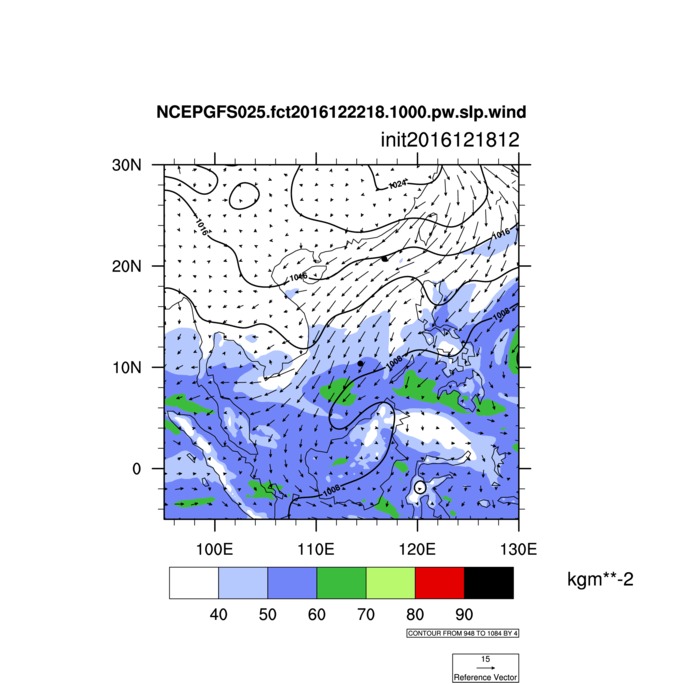 NCEPGFS025.fct2016122218.1000.pw.slp.wind
init2016121812
30N
1024
1016
1016
20N
1016
1008
10N
1008
0
1008
100E 110E 120E 130E
kgm**-2
40 50 60 70 80 90
CONTOUR FROM 948 TO 1084 BY 4
15
Reference Vector